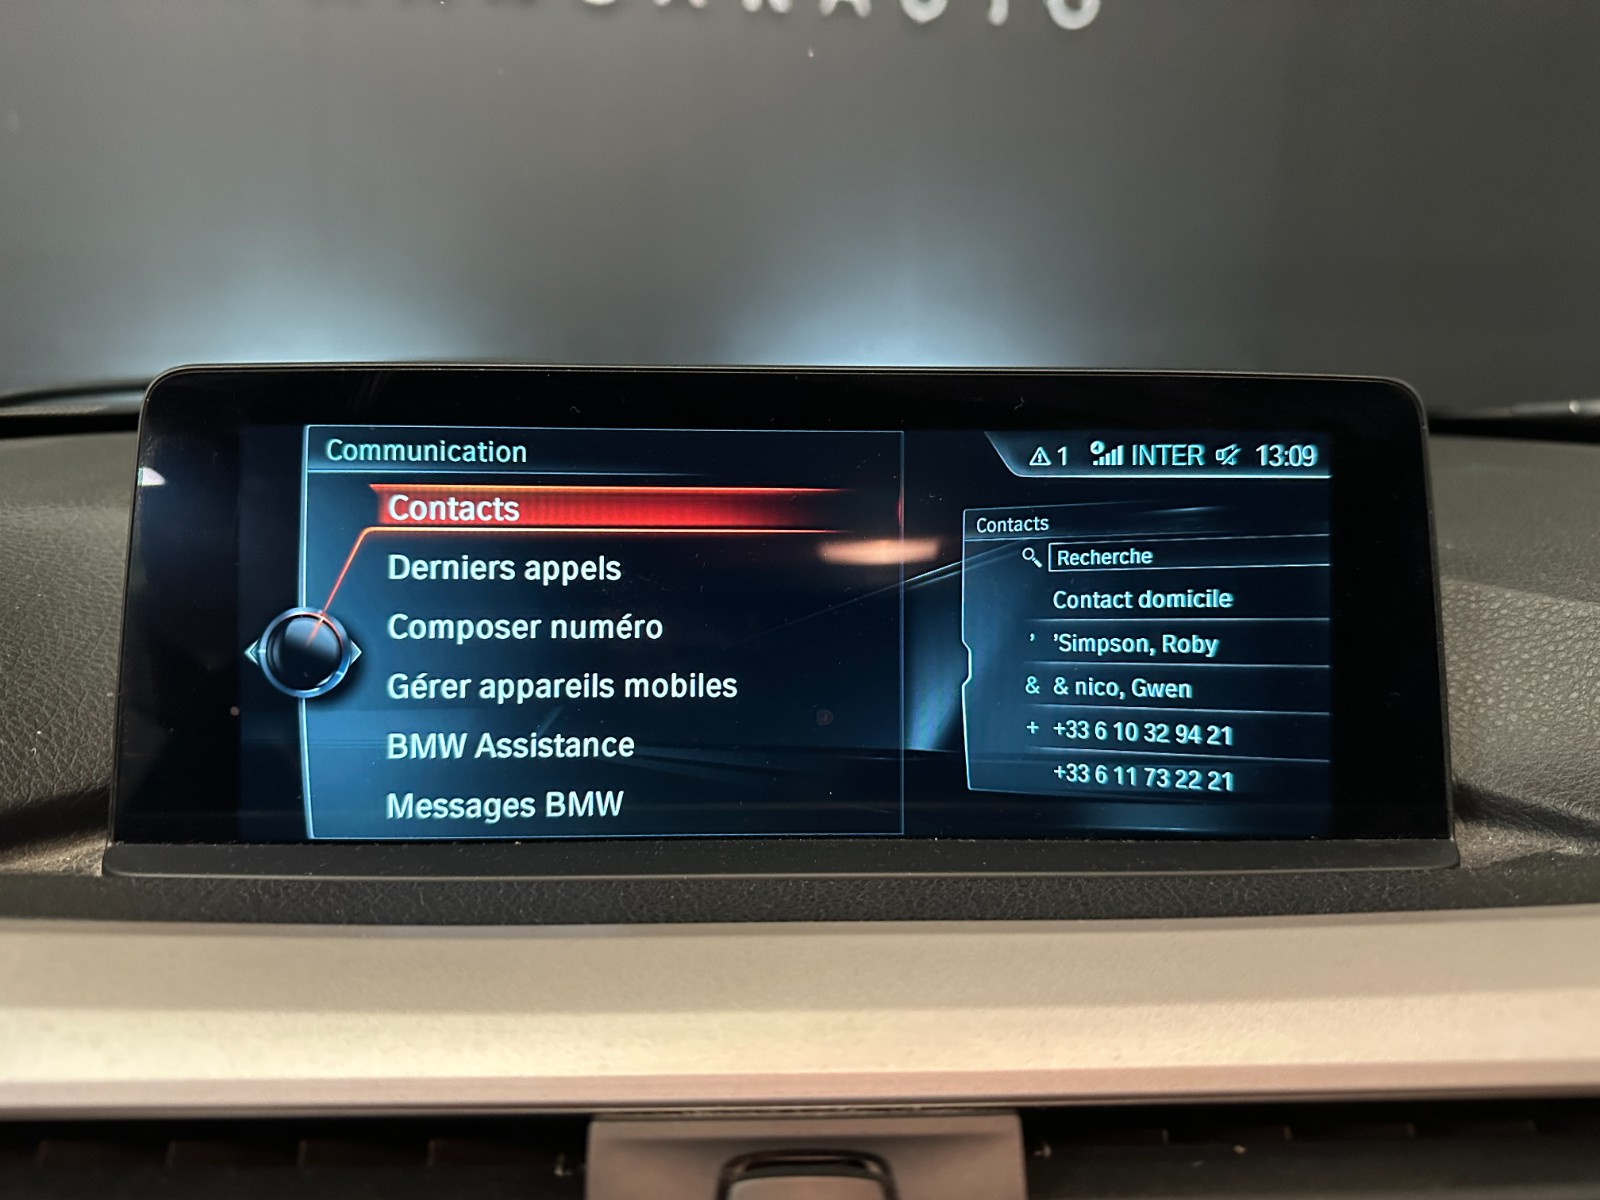 Communication
1 INTER 13:09
Contacts
Derniers appels
Composer numéro
Gérer appareils mobiles
BMW Assistance
Messages BMW
Contacts
Recherche
Contact domicile
' 'Simpson, Roby
& & nico, Gwen
+ +33 6 10 32 94 21
+33 6 11 73 22 21